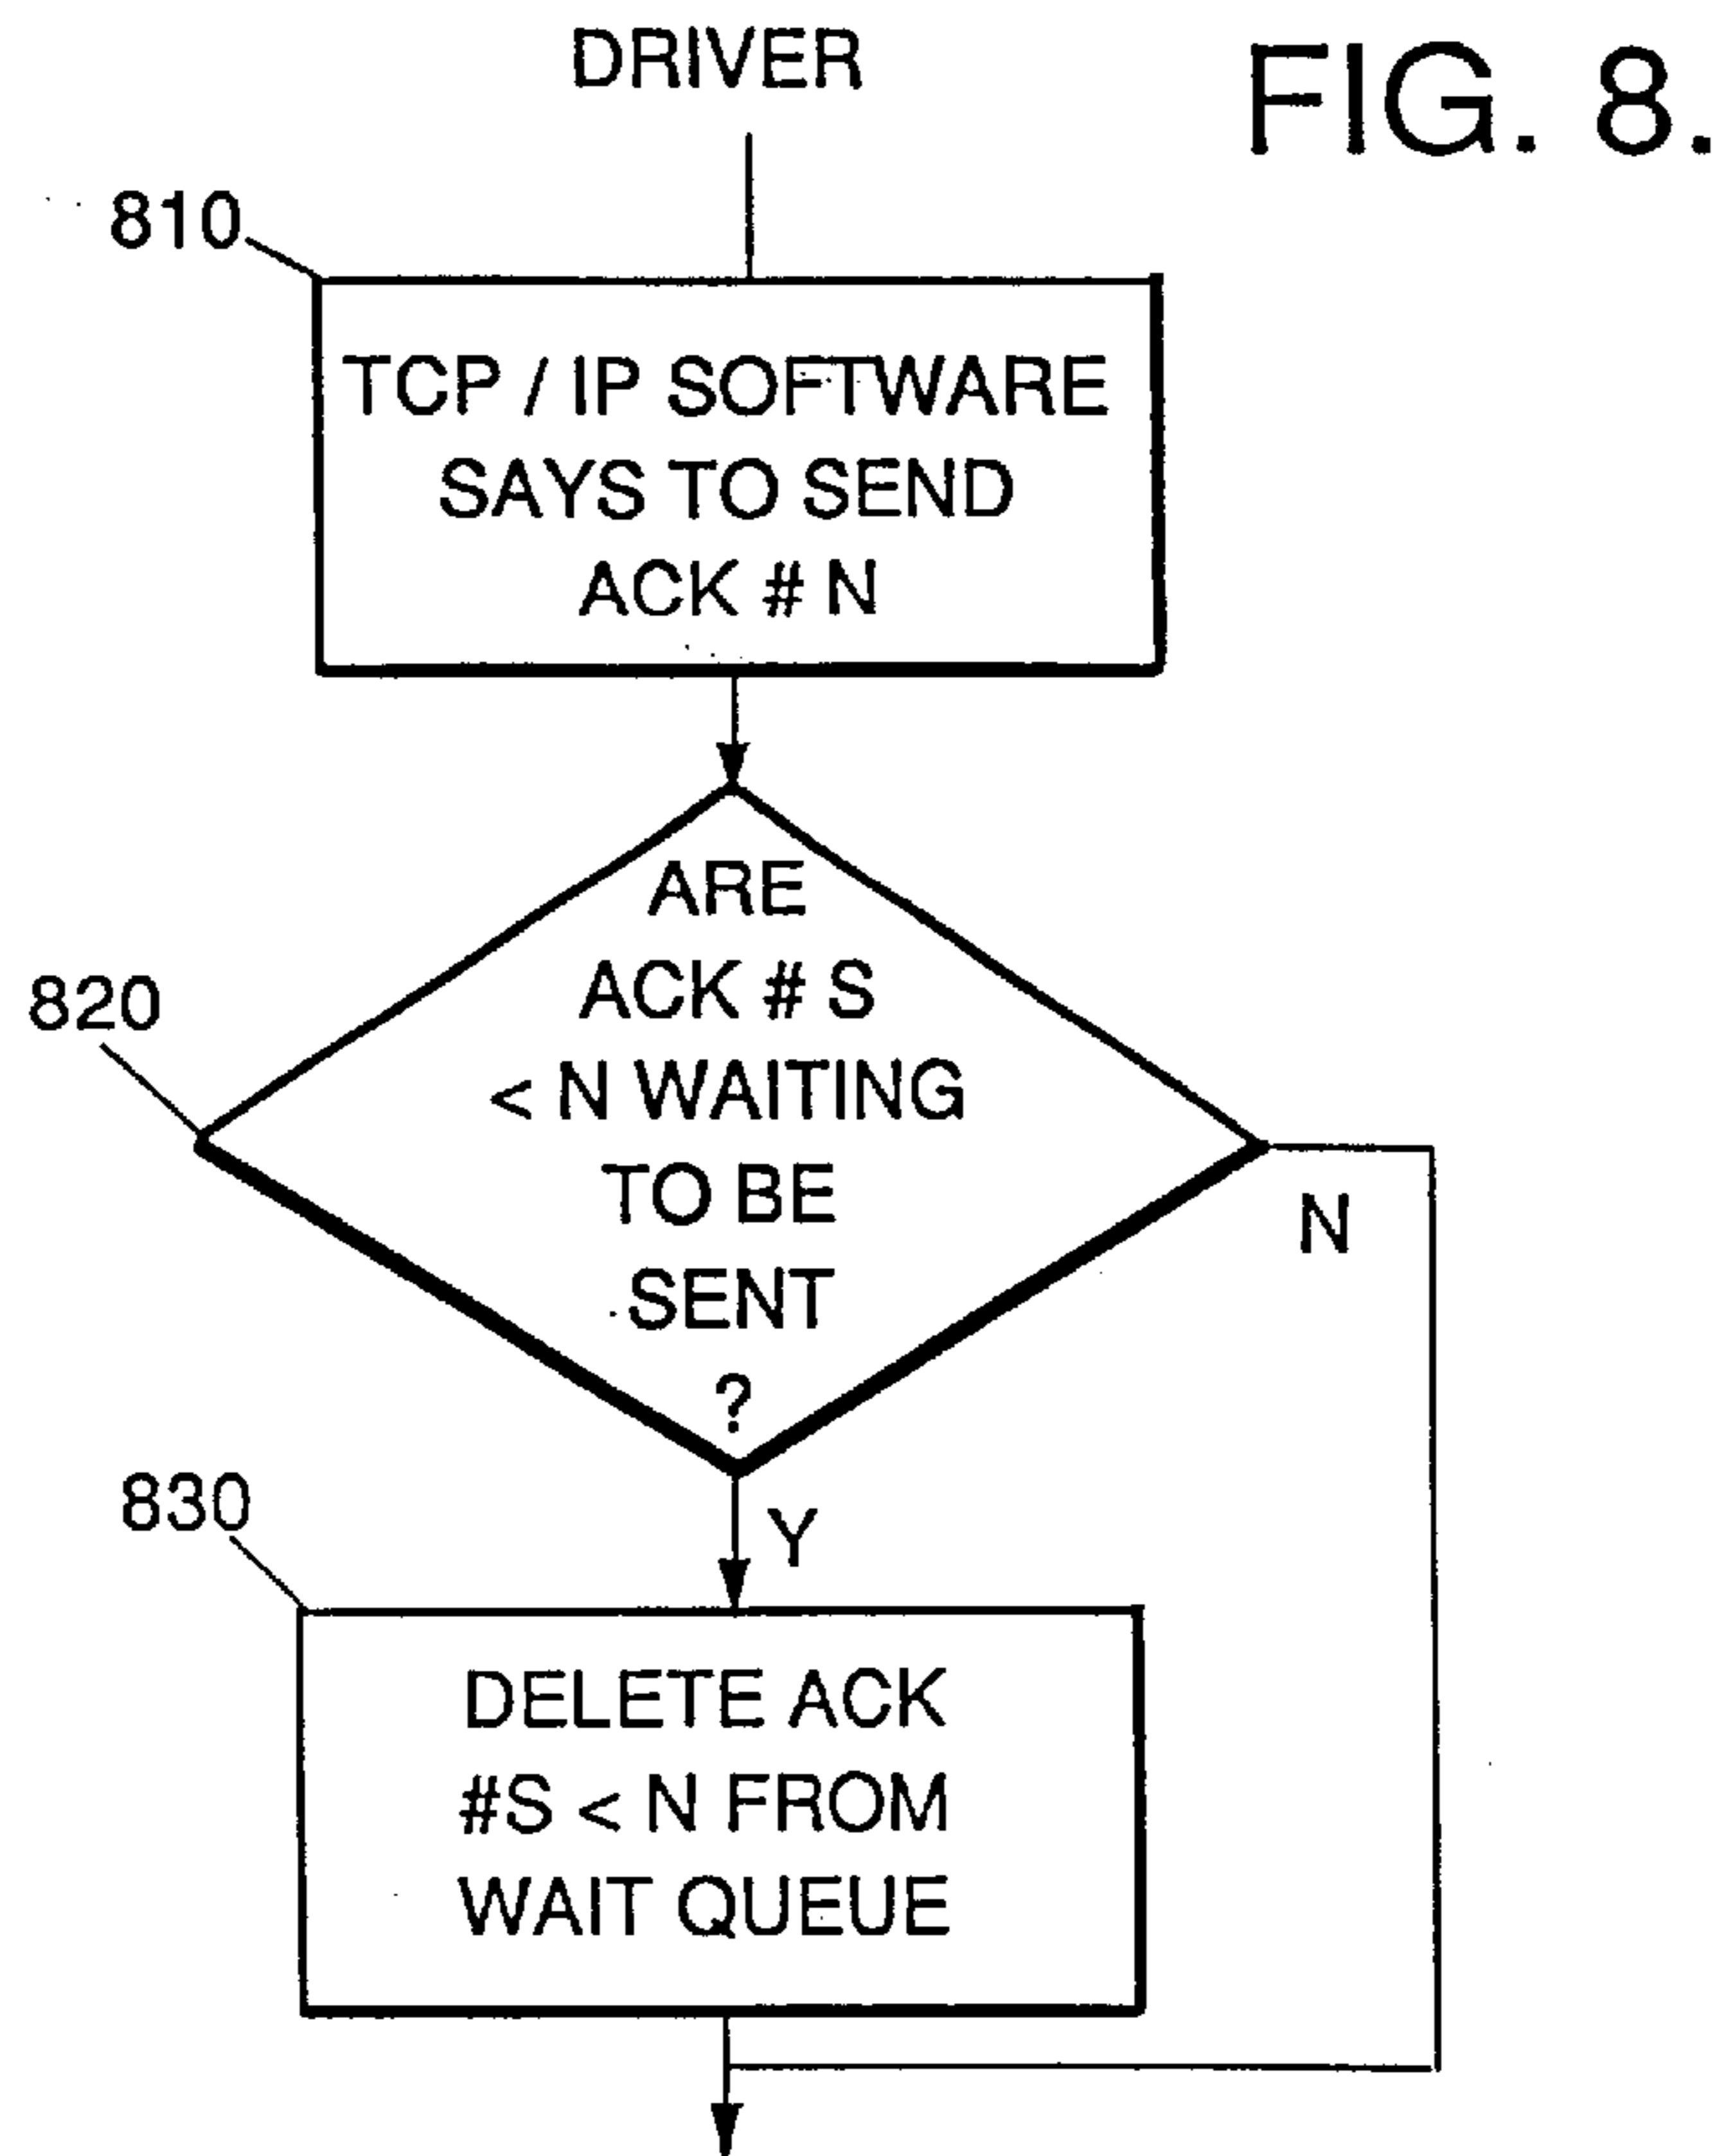 DRIVER
FIG. 8.
810
TCP / IP SOFTWARE
SAYS TO SEND
ACK # N
820
ARE
ACK # S
< N WAITING
TO BE
SENT
?
N
Y
830
DELETE ACK
#S < N FROM
WAIT QUEUE